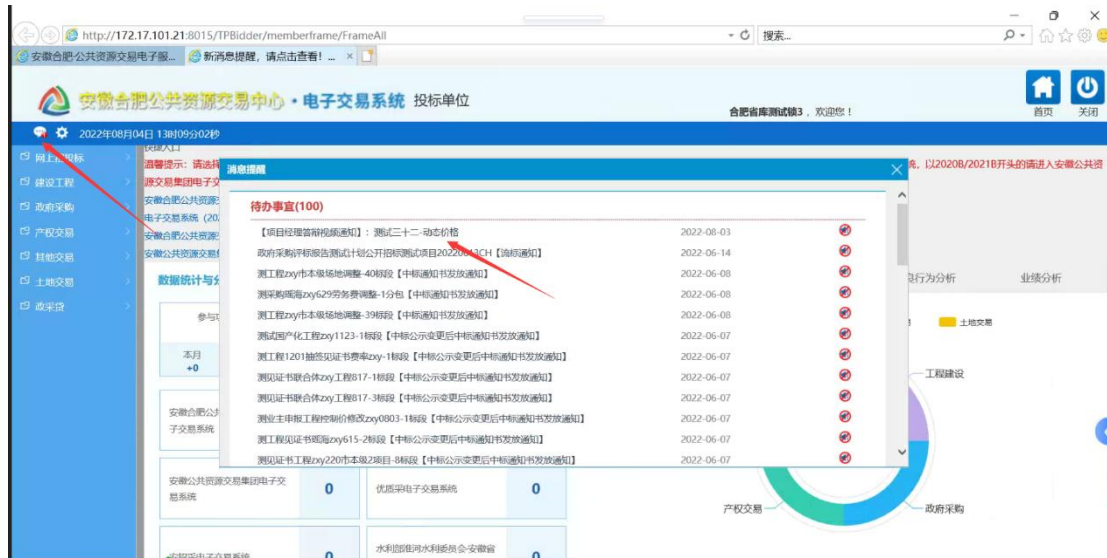 http://172.17.101.21:8015/TPBidder/memberframe/FrameAll
搜索...
安徽合肥公共资源交易电子服...
新消息提醒，请点击查看！...
安徽合肥公共资源交易中心·电子交易系统 投标单位
合肥省库测试锁3，欢迎您！
首页
关闭
2022年08月04日 13时09分02秒
网上招投标
建设工程
政府采购
产权交易
其他交易
土地交易
政采贷
快捷入口
温馨提示：请选择
统，以2020B/2021B开头的请进入安徽公共资
源交易集团电子交
安徽合肥公共资源
电子交易系统（20
安徽合肥公共资源
安徽公共资源交易
消息提醒
待办事宜(100)
【项目经理答辩视频通知】：测试三十二-动态价格 2022-08-03
政府采购评标报告测试计划公开招标测试项目20220613CH【流标通知】 2022-06-14
测工程zxy市本级场地调整-40标段【中标通知书发放通知】 2022-06-08
测采购瑶海zxy629劳务费调整-1分包【中标通知书发放通知】 2022-06-08
测工程zxy市本级场地调整-39标段【中标通知书发放通知】 2022-06-08
测试国产化工程zxy1123-1标段【中标公示变更后中标通知书发放通知】 2022-06-07
测工程1201抽签见证书费率zxy-1标段【中标公示变更后中标通知书发放通知】 2022-06-07
测见证书联合体zxy工程817-1标段【中标公示变更后中标通知书发放通知】 2022-06-07
测见证书联合体zxy工程817-3标段【中标公示变更后中标通知书发放通知】 2022-06-07
测业主申报工程控制价修改zxy0803-1标段【中标公示变更后中标通知书发放通知】 2022-06-07
测工程见证书瑶海zxy615-2标段【中标公示变更后中标通知书发放通知】 2022-06-07
测见证书工程zxy220市本级2项目-8标段【中标公示变更后中标通知书发放通知】 2022-06-07
数据统计与分
行为分析
业绩分析
参与项
本月
+0
土地交易
工程建设
安徽合肥公共
子交易系统
安徽公共资源交易集团电子交
易系统
0
优质采电子交易系统
0
产权交易
政府采购
安招采电子交易系统
0
水利部淮河水利委员会·安徽省
0